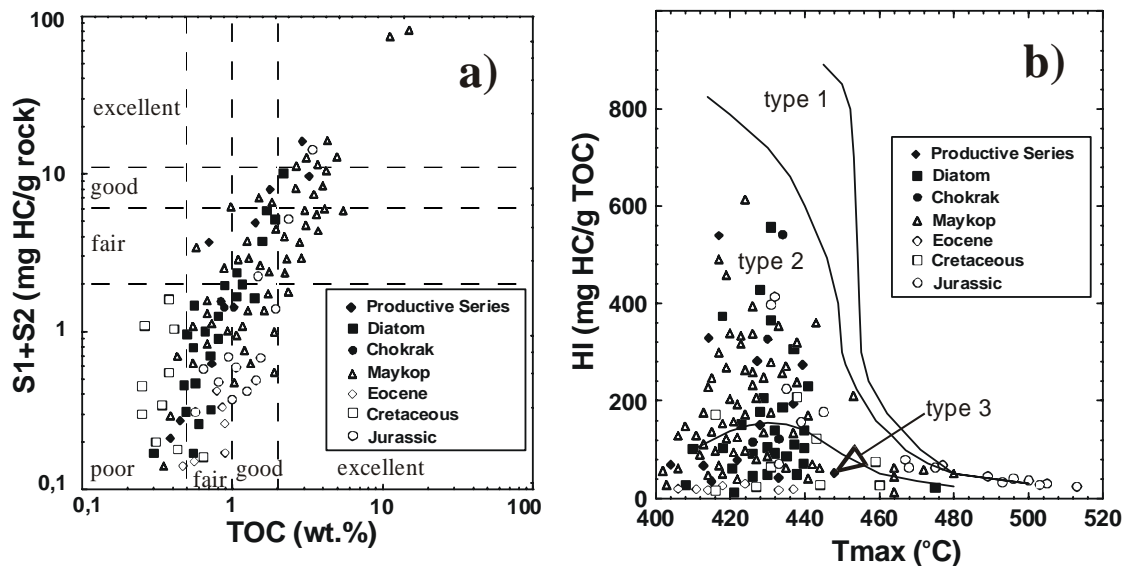 a)
S1+S2 (mg HC/g rock)
100
10
1
0,1
excellent
good
fair
poor
fair
good
excellent
Productive Series
Diatom
Chokrak
Maykop
Eocene
Cretaceous
Jurassic
0,1
1
10
100
TOC (wt.%)
b)
HI (mg HC/g TOC)
800
600
400
200
0
type 1
type 2
type 3
Productive Series
Diatom
Chokrak
Maykop
Eocene
Cretaceous
Jurassic
400 420 440 460 480 500 520
Tmax (°C)